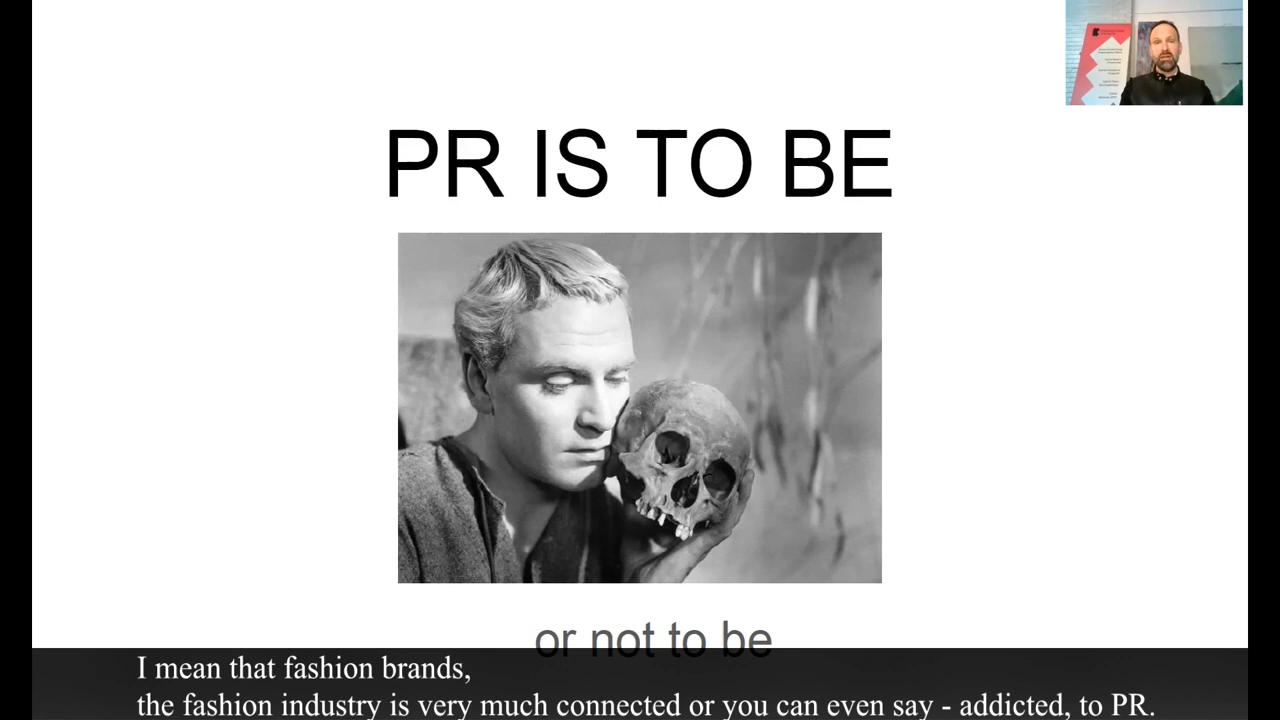 PR IS TO BE
or not to be
I mean that fashion brands,
the fashion industry is very much connected or you can even say - addicted, to PR.